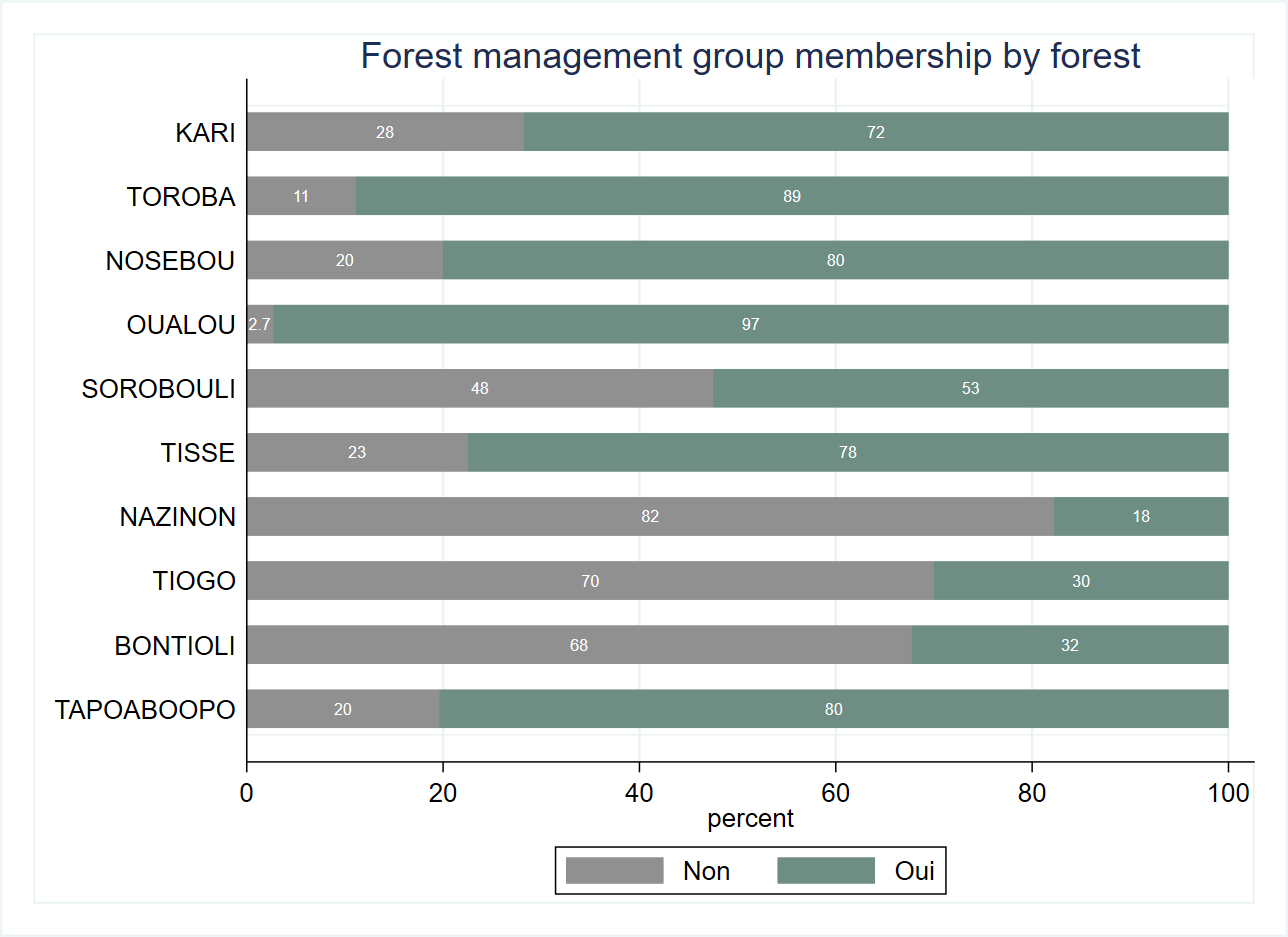 Forest management group membership by forest
KARI 28 72
TOROBA 11 89
NOSEBOU 20 80
OUALOU 2.7 97
SOROBOULI 48 53
TISSE 23 78
NAZINON 82 18
TIOGO 70 30
BONTIOLI 68 32
TAPOABOOPO 20 80
0 20 40 60 80 100
percent
Non Oui